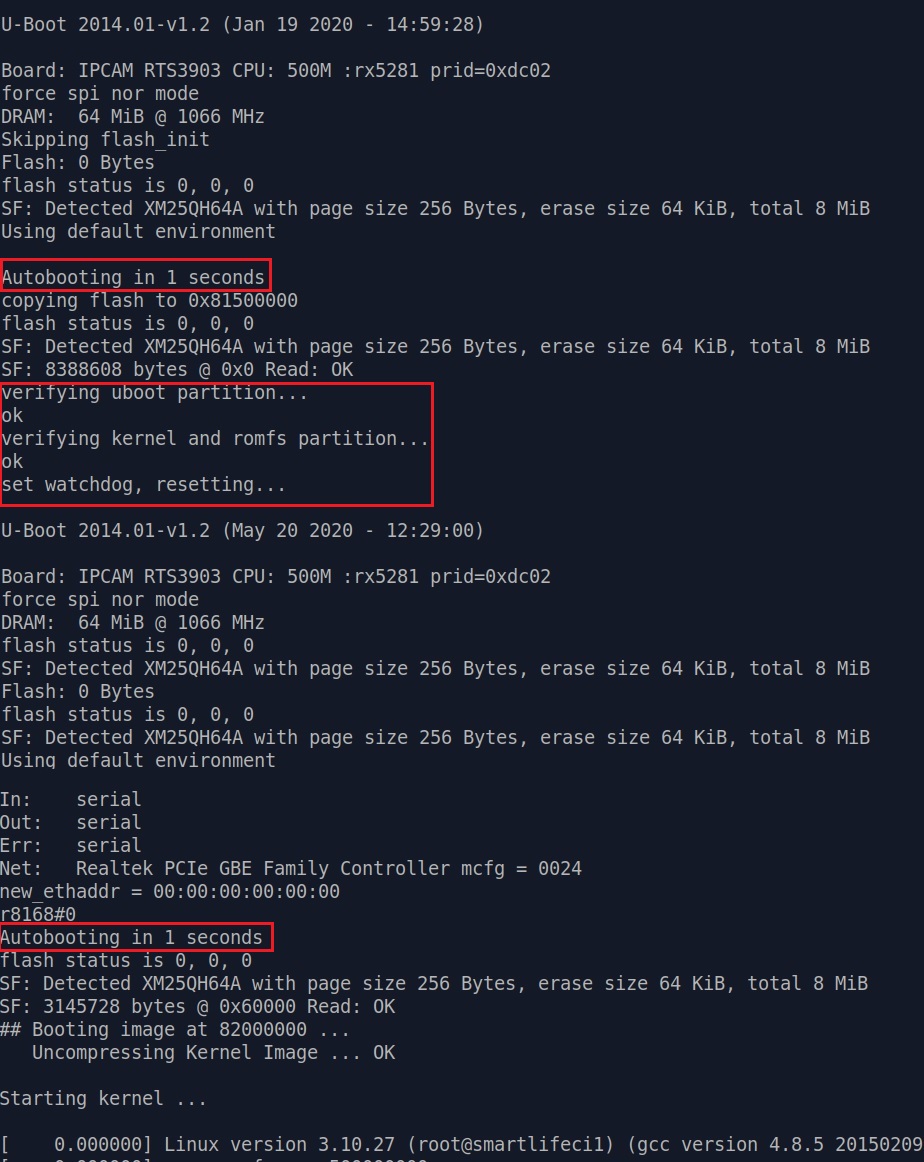 U-Boot 2014.01-v1.2 (Jan 19 2020 - 14:59:28)
Board: IPCAM RTS3903 CPU: 500M :rx5281 prid=0xdc02
force spi nor mode
DRAM:  64 MiB @ 1066 MHz
Skipping flash_init
Flash: 0 Bytes
flash status is 0, 0, 0
SF: Detected XM25QH64A with page size 256 Bytes, erase size 64 KiB, total 8 MiB
Using default environment
Autobooting in 1 seconds
copying flash to 0x81500000
flash status is 0, 0, 0
SF: Detected XM25QH64A with page size 256 Bytes, erase size 64 KiB, total 8 MiB
SF: 8388608 bytes @ 0x0 Read: OK
verifying uboot partition...
ok
verifying kernel and romfs partition...
ok
set watchdog, resetting...
U-Boot 2014.01-v1.2 (May 20 2020 - 12:29:00)
Board: IPCAM RTS3903 CPU: 500M :rx5281 prid=0xdc02
force spi nor mode
DRAM:  64 MiB @ 1066 MHz
flash status is 0, 0, 0
SF: Detected XM25QH64A with page size 256 Bytes, erase size 64 KiB, total 8 MiB
Flash: 0 Bytes
flash status is 0, 0, 0
SF: Detected XM25QH64A with page size 256 Bytes, erase size 64 KiB, total 8 MiB
Using default environment
In:    serial
Out:   serial
Err:   serial
Net:   Realtek PCIe GBE Family Controller mcfg = 0024
new_ethaddr = 00:00:00:00:00:00
r8168#0
Autobooting in 1 seconds
flash status is 0, 0, 0
SF: Detected XM25QH64A with page size 256 Bytes, erase size 64 KiB, total 8 MiB
SF: 3145728 bytes @ 0x60000 Read: OK
## Booting image at 82000000 ...
   Uncompressing Kernel Image ... OK
Starting kernel ...
[    0.000000] Linux version 3.10.27 (root@smartlifeci1) (gcc version 4.8.5 20150209